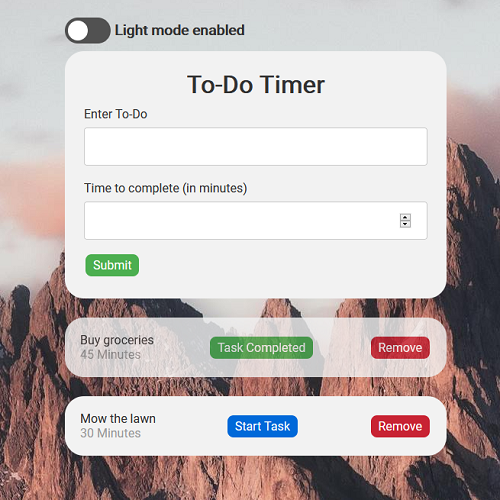 Light mode enabled
To-Do Timer
Enter To-Do
Time to complete (in minutes)
Submit
Buy groceries
45 Minutes
Task Completed
Remove
Mow the lawn
30 Minutes
Start Task
Remove